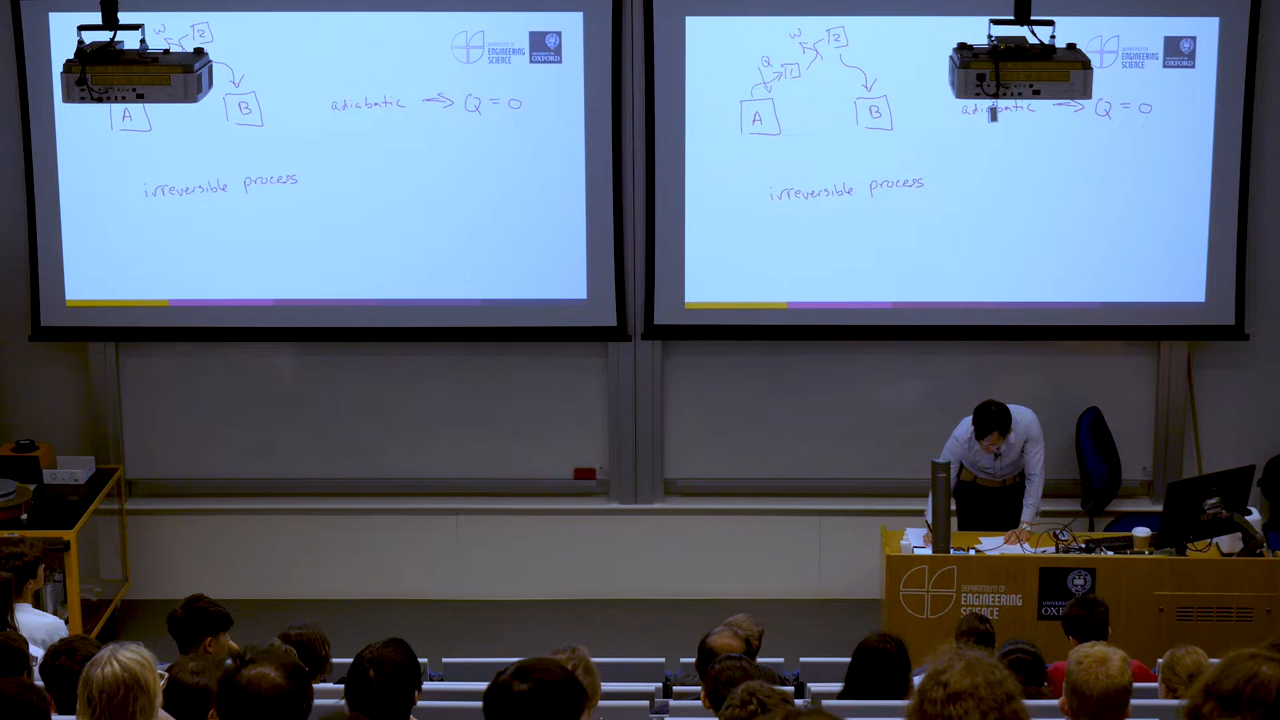 W 2
A B
adiabatic → Q = 0
irreversible process
DEPARTMENT OF
ENGINEERING
SCIENCE
UNIVERSITY OF
OXFORD
W 2
Q 1
A B
adiabatic → Q = 0
irreversible process
DEPARTMENT OF
ENGINEERING
SCIENCE
UNIVERSITY OF
OXFORD
DEPARTMENT OF
ENGINEERING
SCIENCE